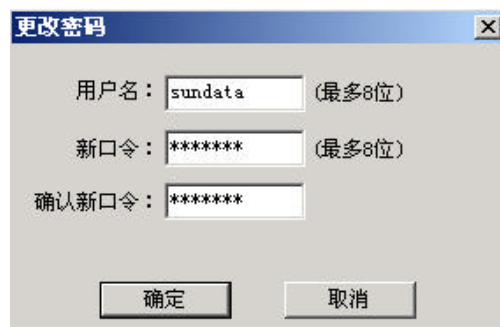 更改密码
用户名： sundata (最多8位)
新口令： ******* (最多8位)
确认新口令： *******
确定 取消